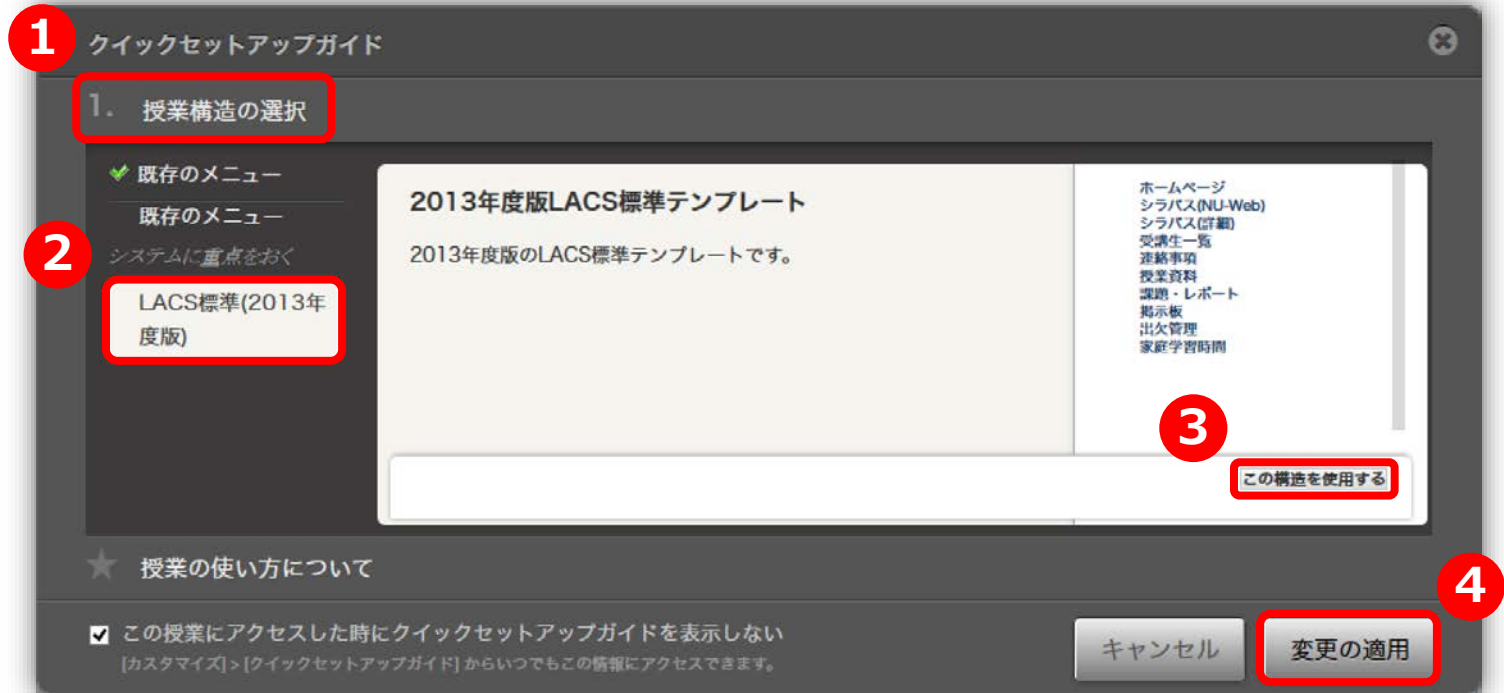 1
クイックセットアップガイド
1. 授業構造の選択
既存のメニュー
既存のメニュー
2
システムに重点をおく
LACS標準(2013年
度版)
2013年度版LACS標準テンプレート
2013年度版のLACS標準テンプレートです。
ホームページ
シラバス(NU-Web)
シラバス(詳細)
受講生一覧
連絡事項
授業資料
課題・レポート
掲示板
出欠管理
家庭学習時間
3
この構造を使用する
授業の使い方について
4
この授業にアクセスした時にクイックセットアップガイドを表示しない
[カスタマイズ] > [クイックセットアップガイド] からいつでもこの情報にアクセスできます。
キャンセル
変更の適用